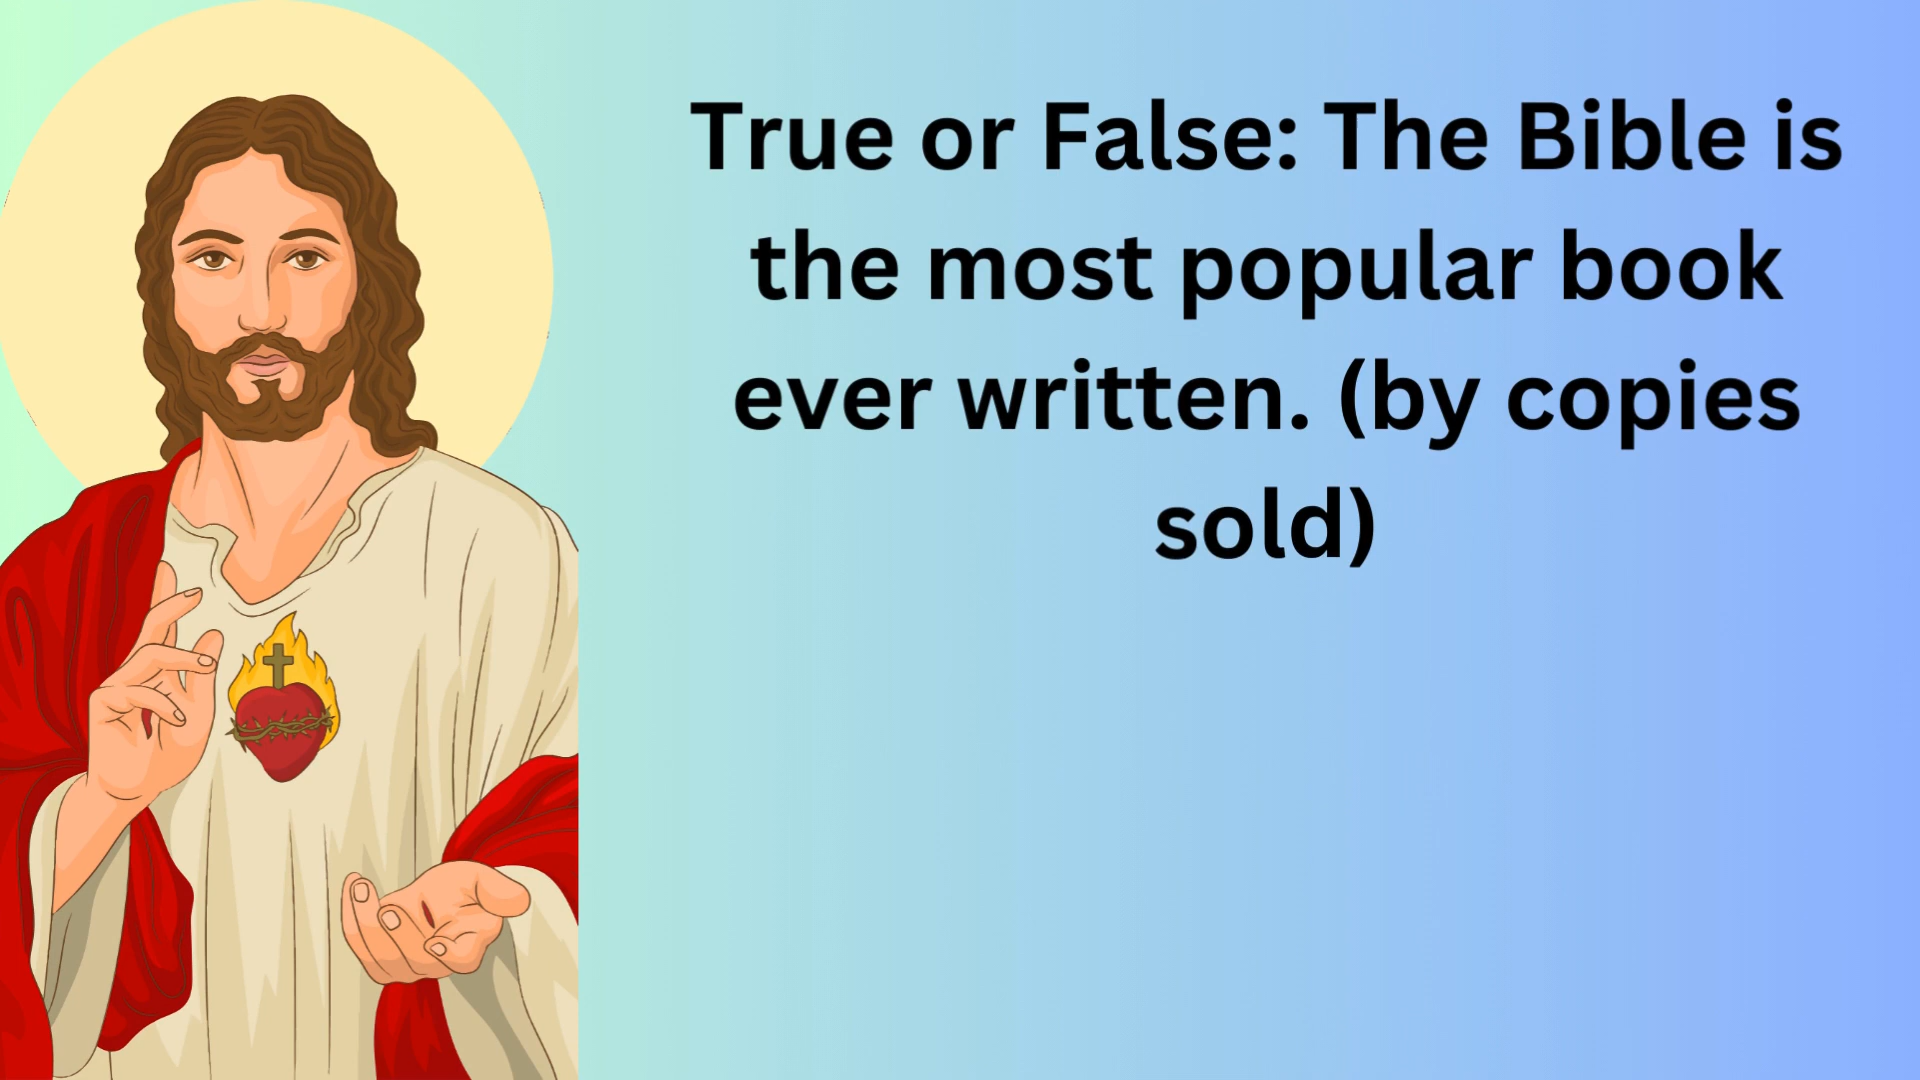 True or False: The Bible is
the most popular book
ever written. (by copies
sold)